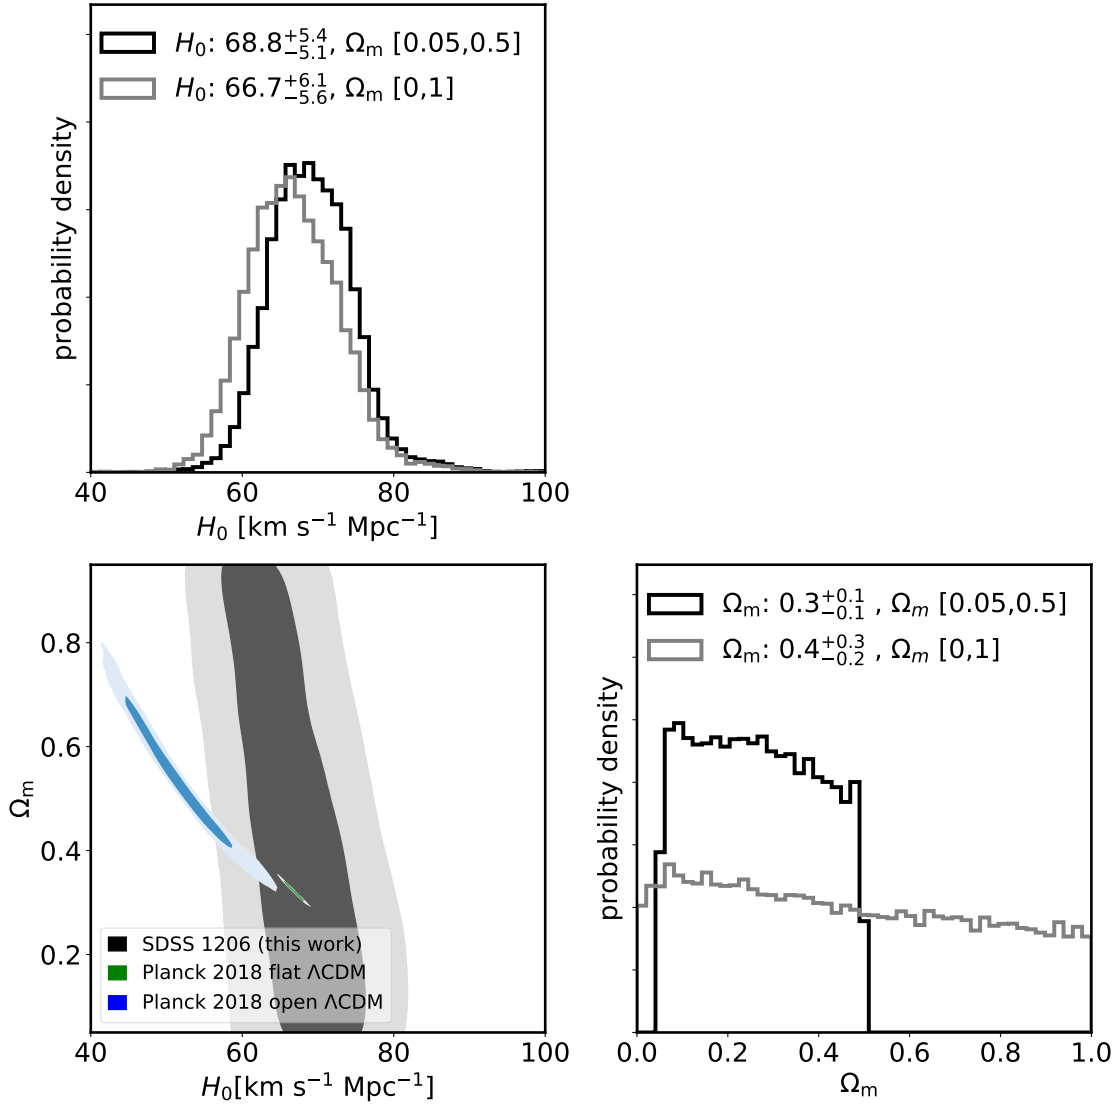 H₀: 68.8⁺⁵·⁴₋₅.₁, Ωₘ [0.05,0.5]
H₀: 66.7⁺⁶·¹₋₅.₆, Ωₘ [0,1]
probability density
40 60 80 100
H₀ [km s⁻¹ Mpc⁻¹]
Ωₘ
0.8
0.6
0.4
0.2
SDSS 1206 (this work)
Planck 2018 flat ΛCDM
Planck 2018 open ΛCDM
40 60 80 100
H₀[km s⁻¹ Mpc⁻¹]
Ωₘ: 0.3⁺⁰·¹₋₀.₁ , Ωₘ [0.05,0.5]
Ωₘ: 0.4⁺⁰·³₋₀.₂ , Ωₘ [0,1]
probability density
0.0 0.2 0.4 0.6 0.8 1.0
Ωₘ